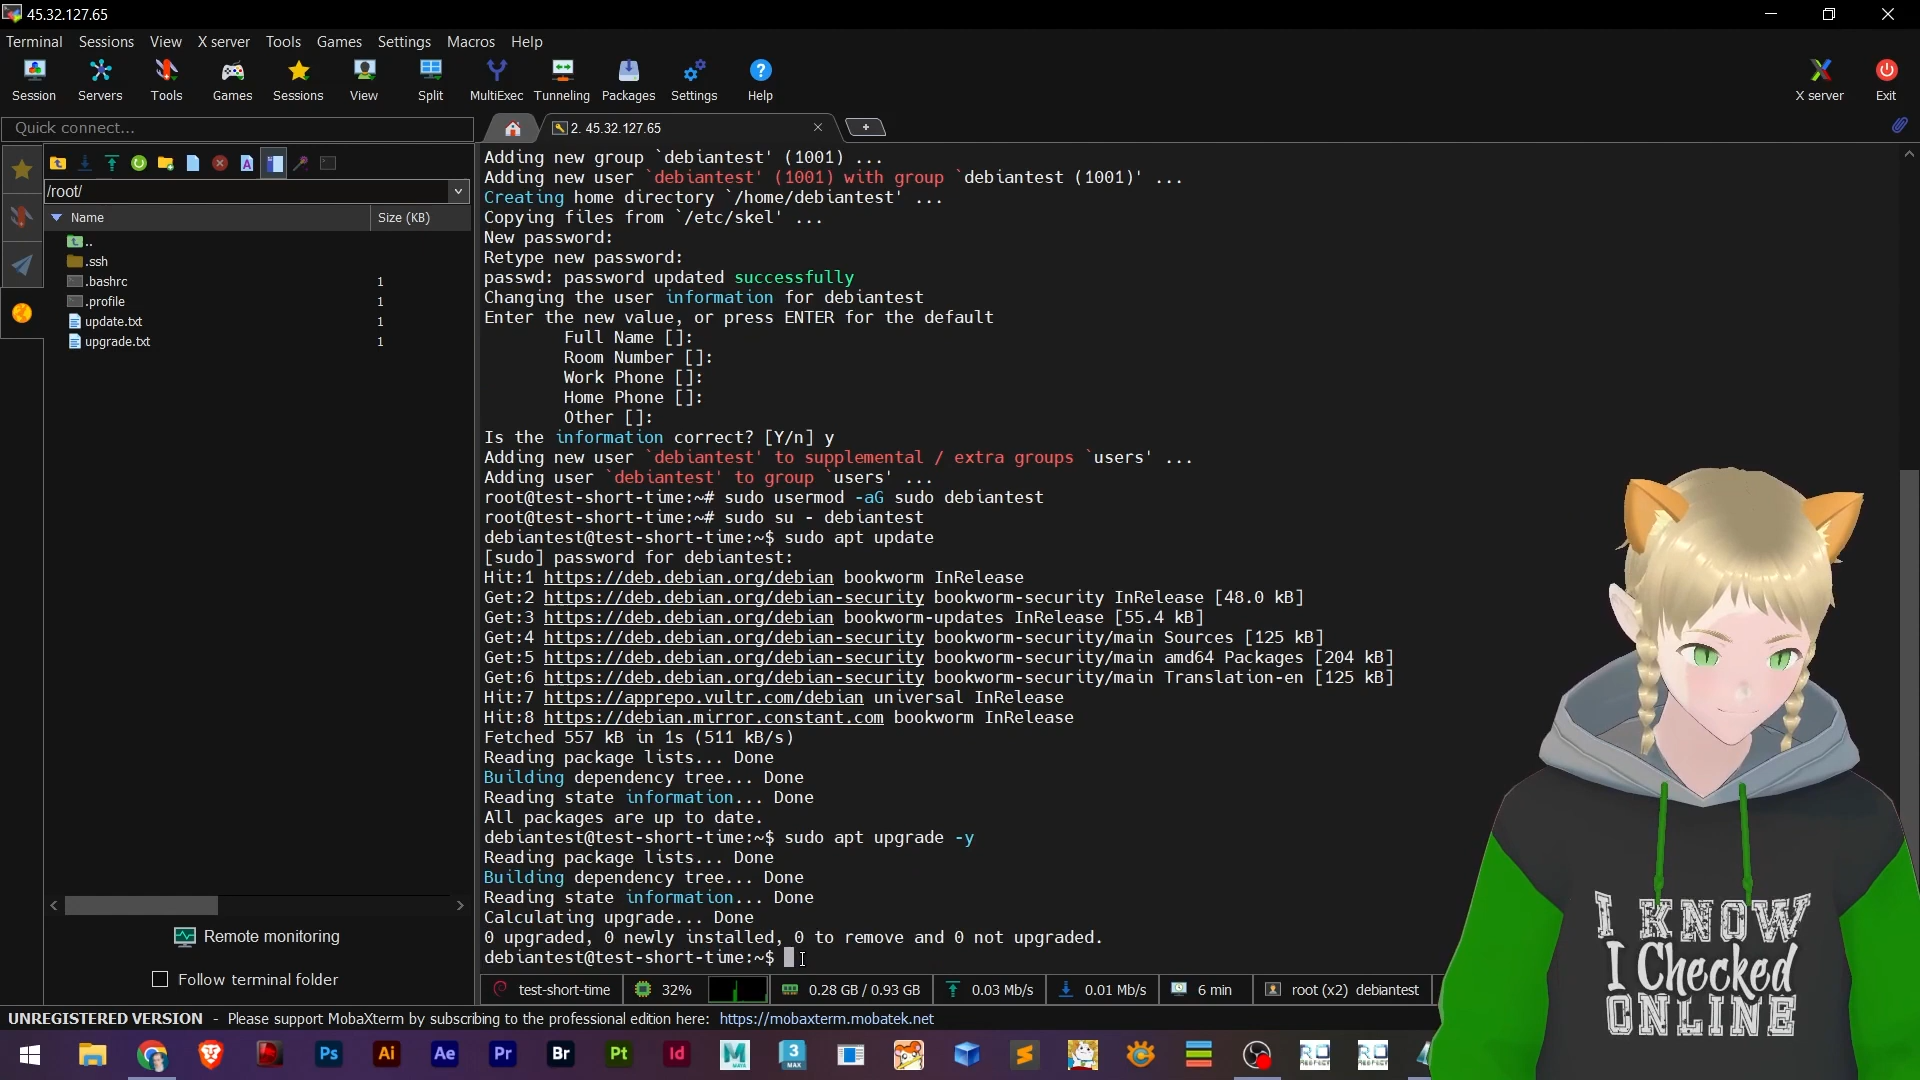 45.32.127.65
Terminal Sessions View X server Tools Games Settings Macros Help
Session Servers Tools Games Sessions View Split MultiExec Tunneling Packages Settings Help X server Exit
Quick connect...
2. 45.32.127.65
/root/
Name Size (KB)
..
.ssh
.bashrc 1
.profile 1
update.txt 1
upgrade.txt 1
Remote monitoring
Follow terminal folder
Adding new group `debiantest' (1001) ...
Adding new user `debiantest' (1001) with group `debiantest (1001)' ...
Creating home directory `/home/debiantest' ...
Copying files from `/etc/skel' ...
New password:
Retype new password:
passwd: password updated successfully
Changing the user information for debiantest
Enter the new value, or press ENTER for the default
Full Name []:
Room Number []:
Work Phone []:
Home Phone []:
Other []:
Is the information correct? [Y/n] y
Adding new user `debiantest' to supplemental / extra groups `users' ...
Adding user `debiantest' to group `users' ...
root@test-short-time:~# sudo usermod -aG sudo debiantest
root@test-short-time:~# sudo su - debiantest
debiantest@test-short-time:~$ sudo apt update
[sudo] password for debiantest:
Hit:1 https://deb.debian.org/debian bookworm InRelease
Get:2 https://deb.debian.org/debian-security bookworm-security InRelease [48.0 kB]
Get:3 https://deb.debian.org/debian bookworm-updates InRelease [55.4 kB]
Get:4 https://deb.debian.org/debian-security bookworm-security/main Sources [125 kB]
Get:5 https://deb.debian.org/debian-security bookworm-security/main amd64 Packages [204 kB]
Get:6 https://deb.debian.org/debian-security bookworm-security/main Translation-en [125 kB]
Hit:7 https://apprepo.vultr.com/debian universal InRelease
Hit:8 https://debian.mirror.constant.com bookworm InRelease
Fetched 557 kB in 1s (511 kB/s)
Reading package lists... Done
Building dependency tree... Done
Reading state information... Done
All packages are up to date.
debiantest@test-short-time:~$ sudo apt upgrade -y
Reading package lists... Done
Building dependency tree... Done
Reading state information... Done
Calculating upgrade... Done
0 upgraded, 0 newly installed, 0 to remove and 0 not upgraded.
debiantest@test-short-time:~$
test-short-time 32% 0.28 GB / 0.93 GB 0.03 Mb/s 0.01 Mb/s 6 min root (x2) debiantest
UNREGISTERED VERSION - Please support MobaXterm by subscribing to the professional edition here: https://mobaxterm.mobatek.net
I KNOW
I Checked
ONLINE
Ps Ai Ae Pr Br Pt Id M 3